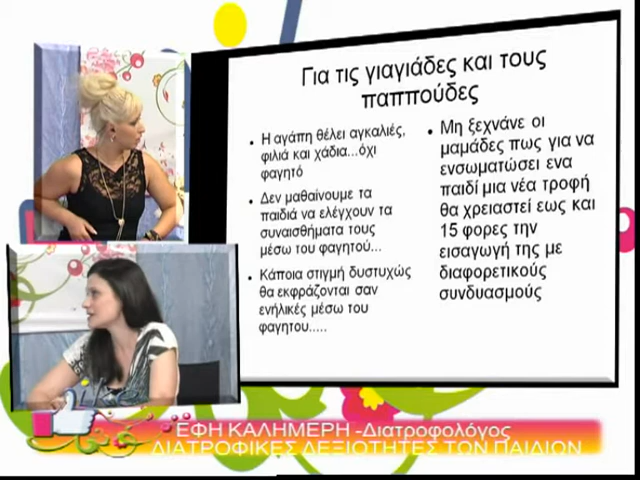 Για τις γιαγιάδες και τους
παππούδες
• Η αγάπη θέλει αγκαλιές,
φιλιά και χάδια...όχι
φαγητό
• Δεν μαθαίνουμε τα
παιδιά να ελέγχουν τα
συναισθήματα τους
μέσω του φαγητού...
• Κάποια στιγμή δυστυχώς
θα εκφράζονται σαν
ενήλικές μέσω του
φαγητου.....
• Μη ξεχνάνε οι
μαμάδες πως για να
ενσωματώσει ενα
παιδί μια νέα τροφή
θα χρειαστεί εως και
15 φορες την
εισαγωγή της με
διαφορετικούς
συνδυασμούς
ΕΦΗ ΚΑΛΗΜΕΡΗ -Διατροφολόγος
ΔΙΑΤΡΟΦΙΚΕΣ ΔΕΞΙΟΤΗΤΕΣ ΤΩΝ ΠΑΙΔΙΩΝ